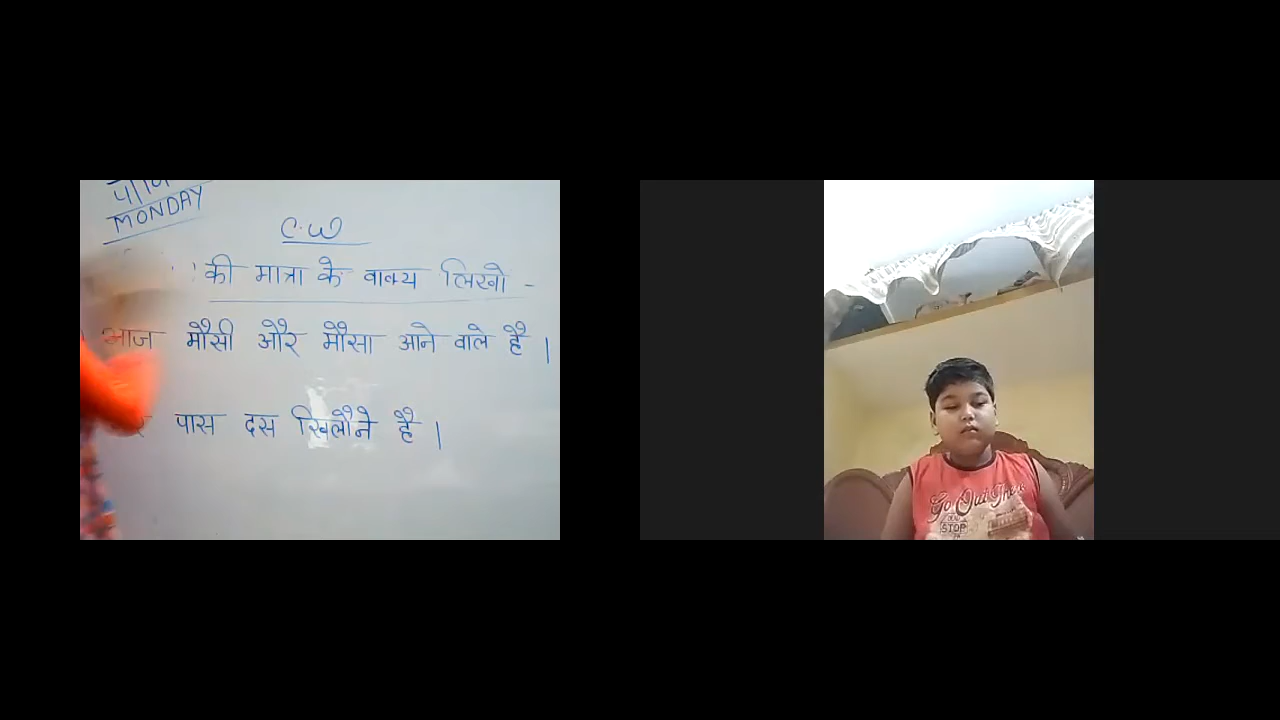 MONDAY
C.W
की मात्रा के वाक्य लिखो -
आज मौसी और मौसा आने वाले है ।
पास दस खिलौने है ।
Go Out There
STOP